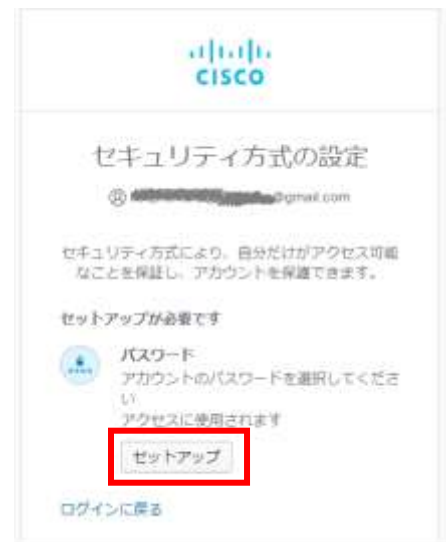 CISCO
セキュリティ方式の設定
@gmail.com
セキュリティ方式により、自分だけがアクセス可能
なことを保証し、アカウントを保護できます。
セットアップが必要です
パスワード
アカウントのパスワードを選択してくださ
い
アクセスに使用されます
セットアップ
ログインに戻る